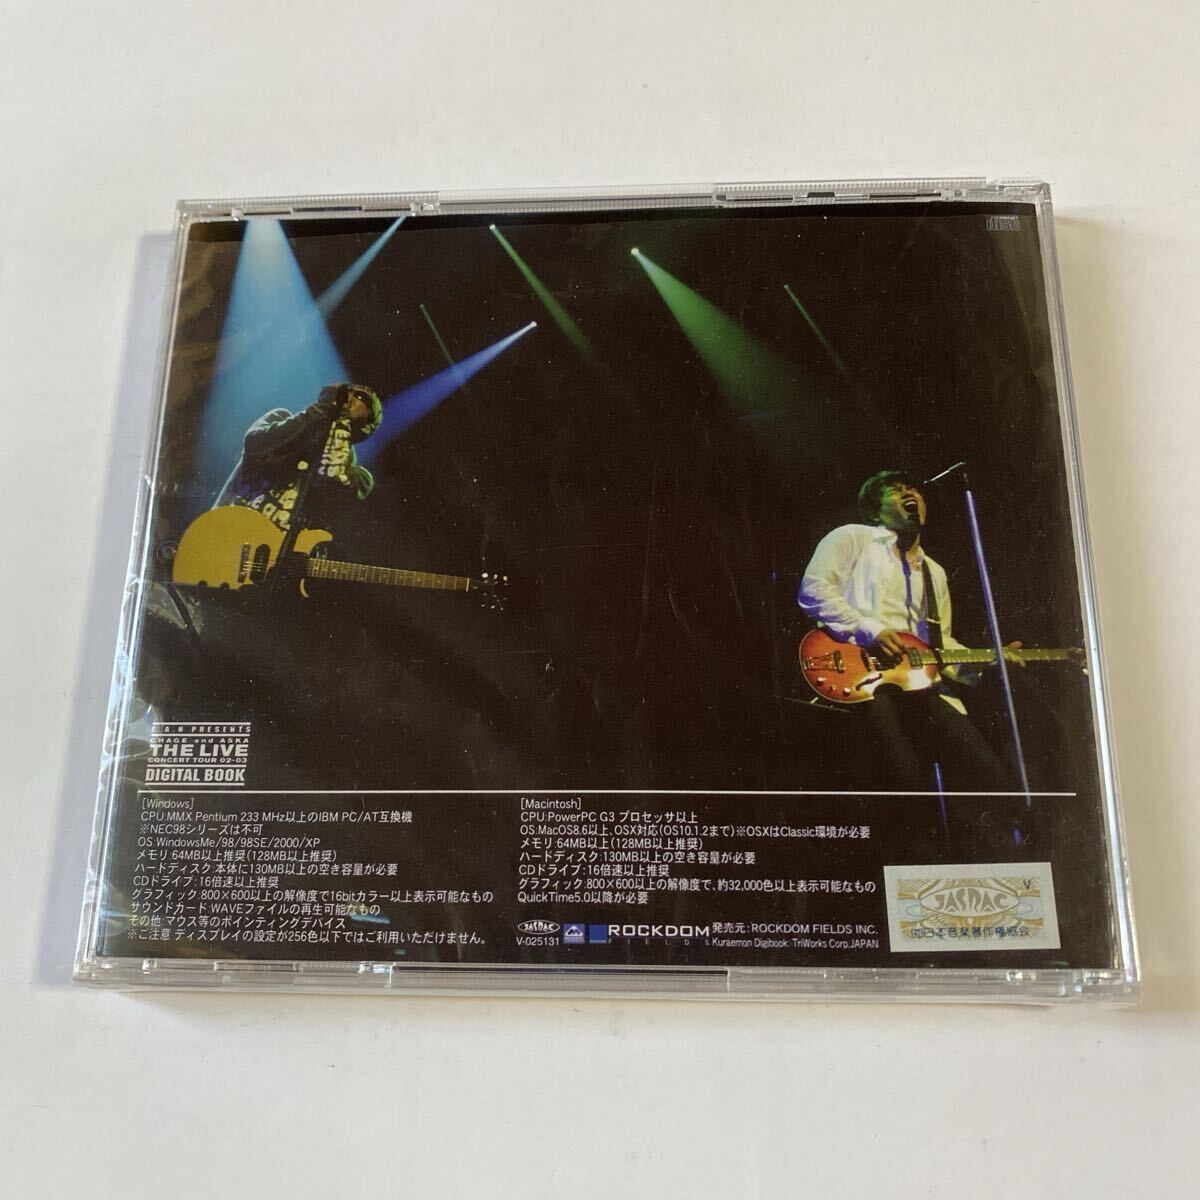 C.A.N PRESENTS
CHAGE and ASKA
THE LIVE
CONCERT TOUR 02-03
DIGITAL BOOK
[Windows]
CPU:MMX Pentium 233 MHz以上のIBM PC/AT互換機
※NEC98シリーズは不可
OS:WindowsMe/98/98SE/2000/XP
メモリ:64MB以上推奨(128MB以上推奨)
ハードディスク:本体に130MB以上の空き容量が必要
CDドライブ:16倍速以上推奨
グラフィック:800×600以上の解像度で16bitカラー以上表示可能なもの
サウンドカード:WAVEファイルの再生可能なもの
その他:マウス等のポインティングデバイス
※ご注意 ディスプレイの設定が256色以下ではご利用いただけません。
[Macintosh]
CPU:PowerPC G3 プロセッサ以上
OS:MacOS8.6以上、OSX対応(OS10.1.2まで)※OSXはClassic環境が必要
メモリ:64MB以上推奨(128MB以上推奨)
ハードディスク:130MB以上の空き容量が必要
CDドライブ:16倍速以上推奨
グラフィック:800×600以上の解像度で、約32,000色以上表示可能なもの
QuickTime5.0以降が必要
JASRAC
V-025131
ROCKDOM
FIELDS
発売元:ROCKDOM FIELDS INC.
Kuraemon Digibook. TriWorks Corp.JAPAN
V
JASRAC
(社)日本音楽著作権協会